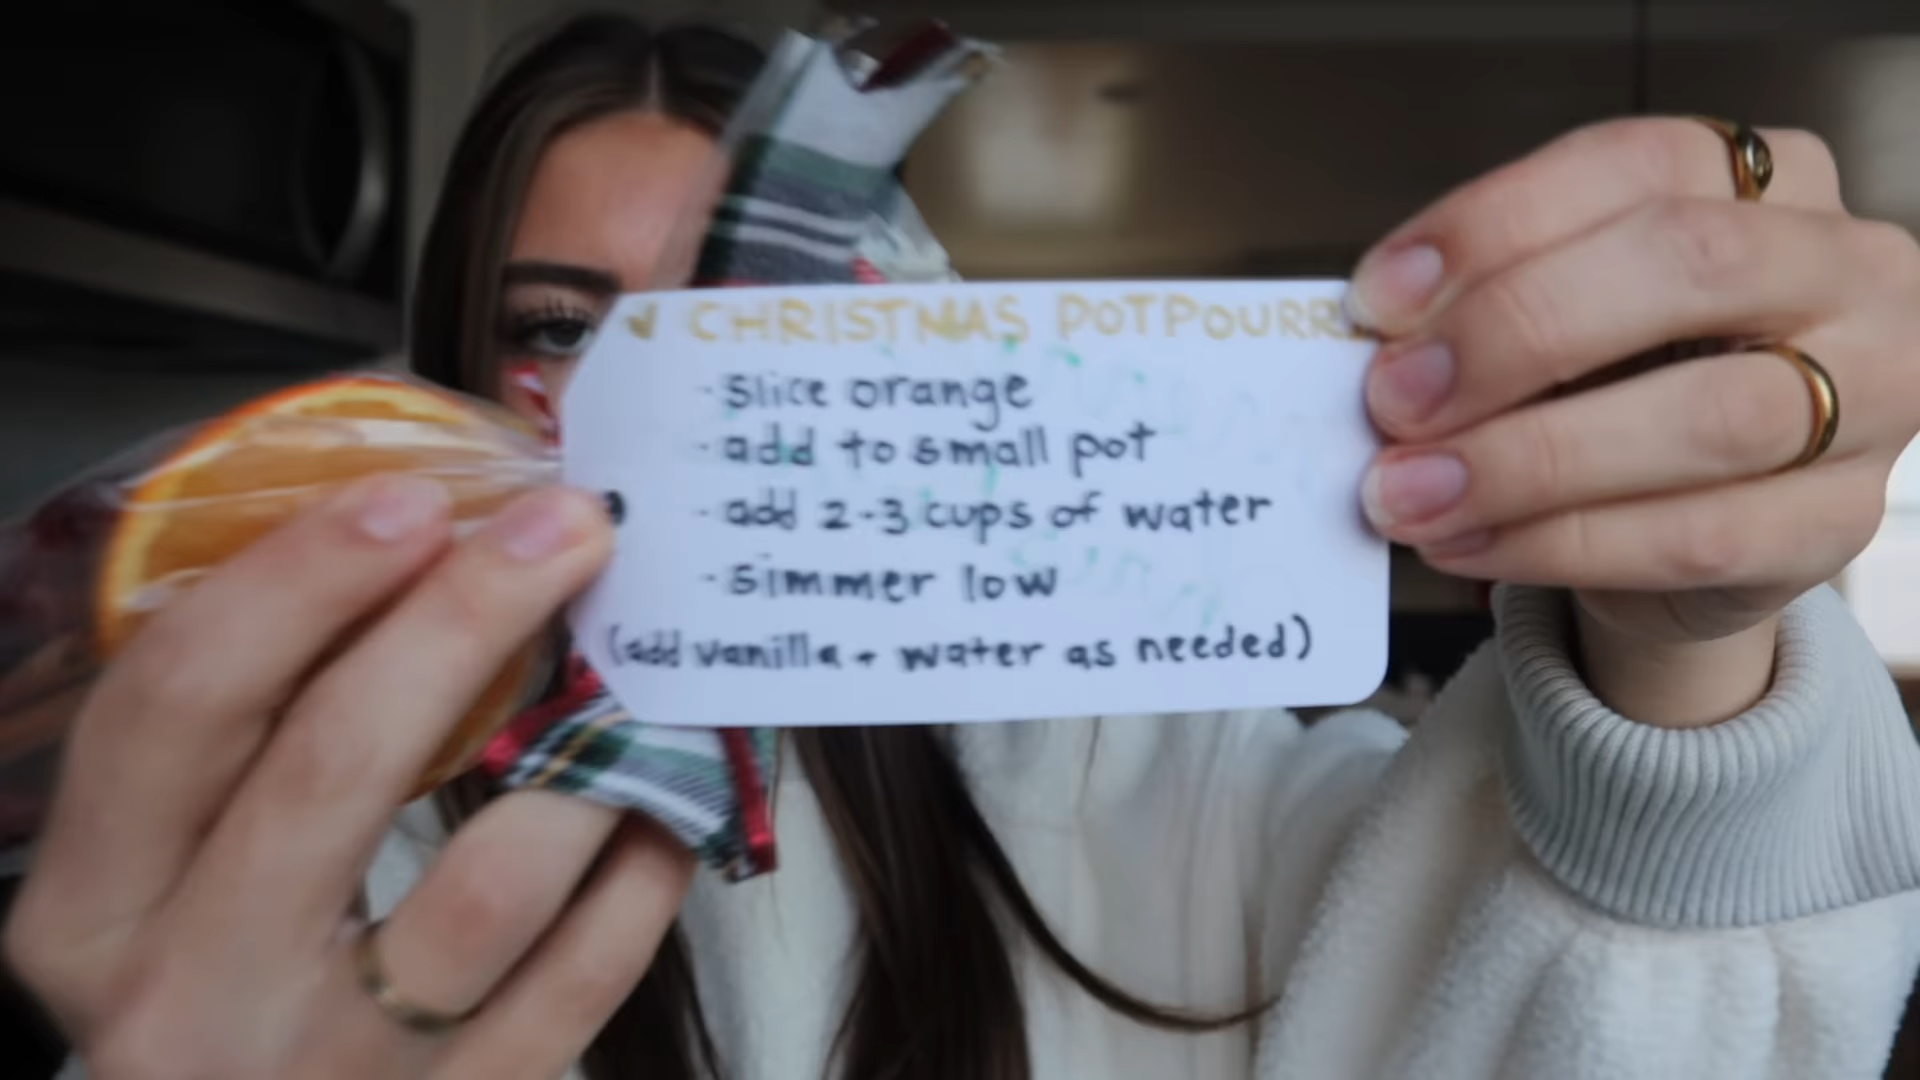 CHRISTMAS POTPOURRI
- slice orange
- add to small pot
- add 2-3 cups of water
- simmer low
(add vanilla + water as needed)